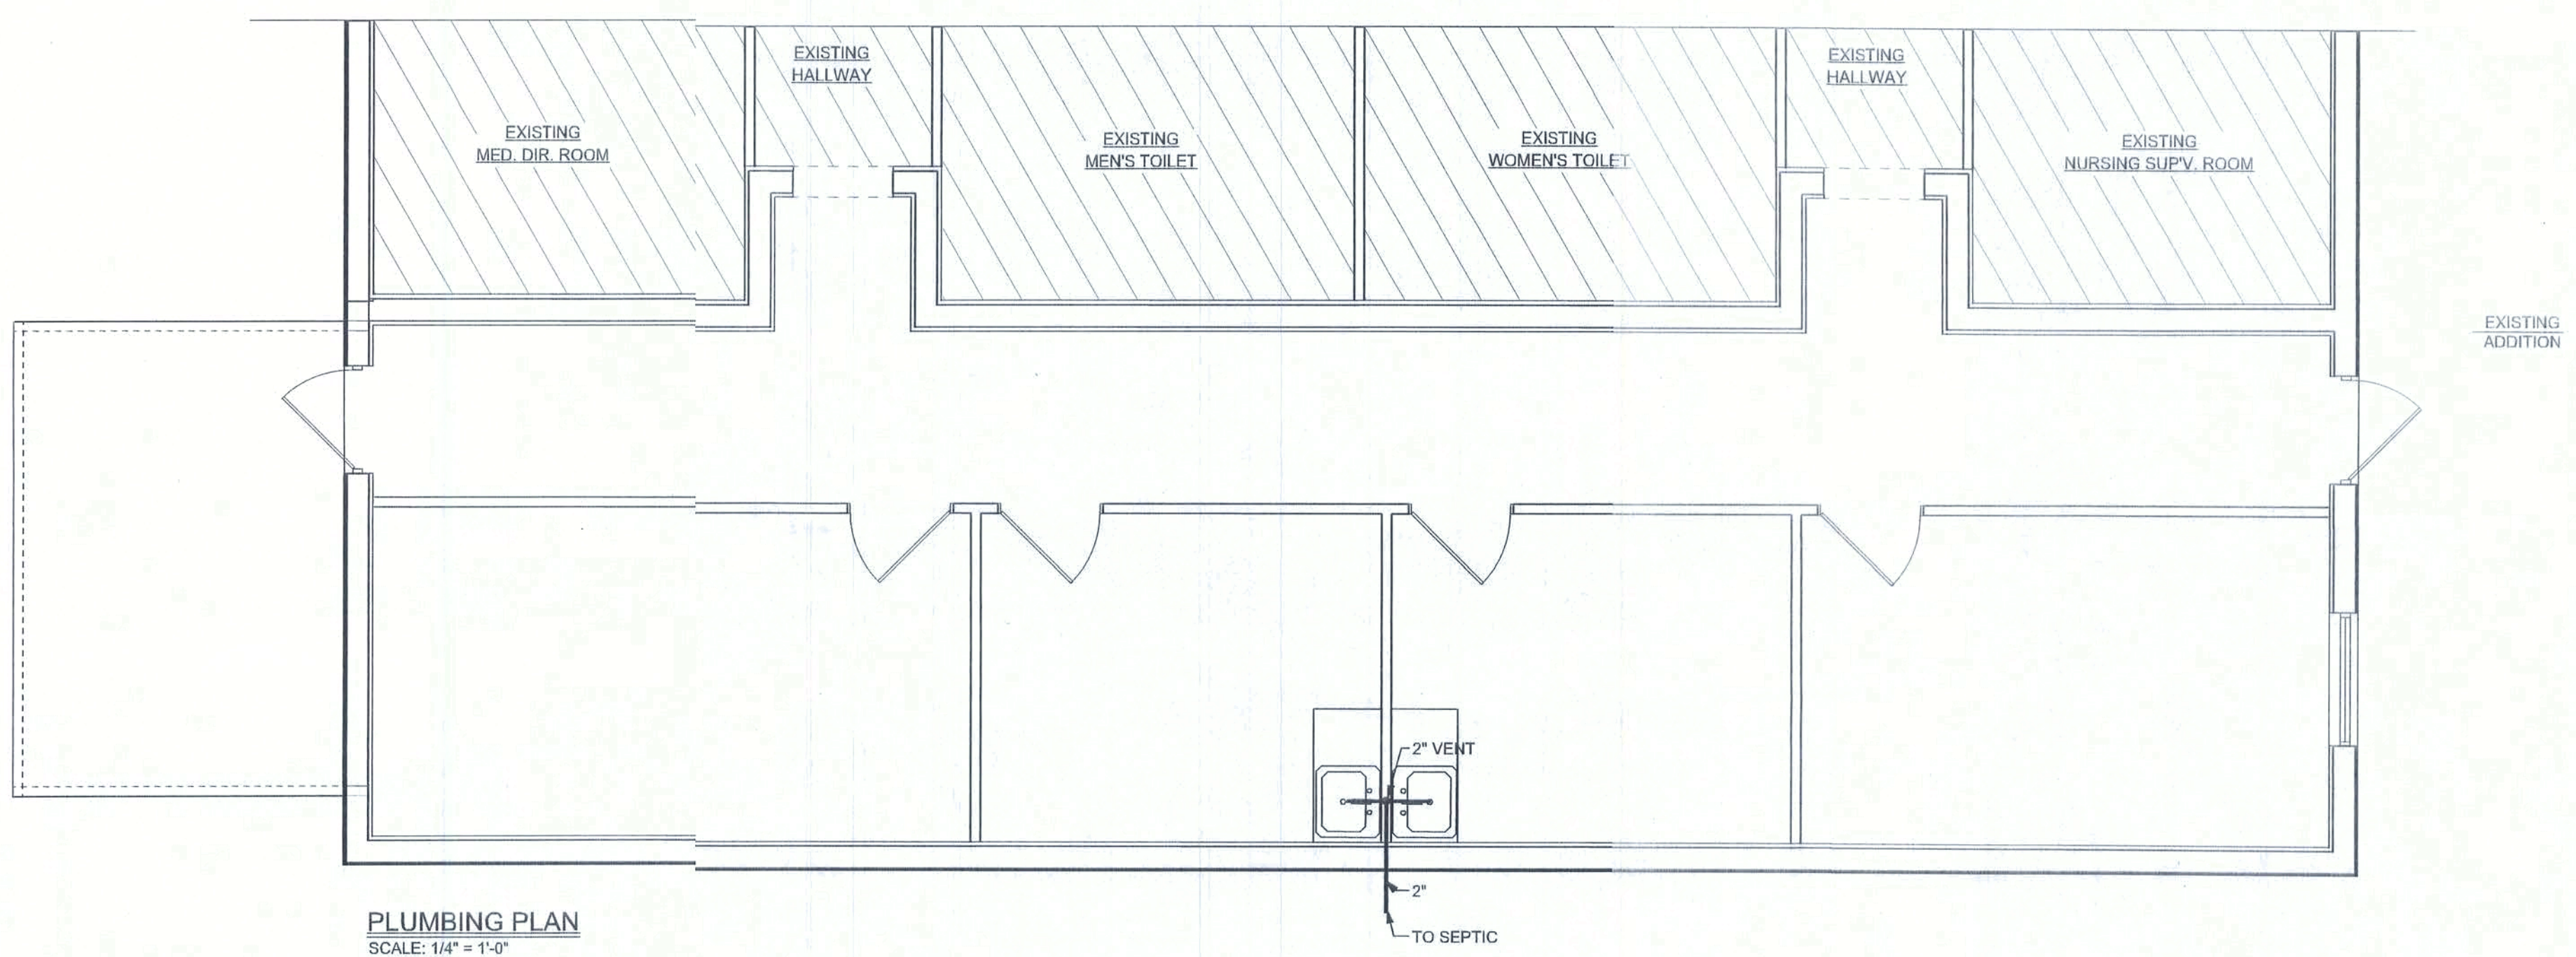 EXISTING
HALLWAY
EXISTING
HALLWAY
EXISTING
MED. DIR. ROOM
EXISTING
MEN'S TOILET
EXISTING
WOMEN'S TOILET
EXISTING
NURSING SUP'V. ROOM
EXISTING
ADDITION
2" VENT
2"
TO SEPTIC
PLUMBING PLAN
SCALE: 1/4" = 1'-0"